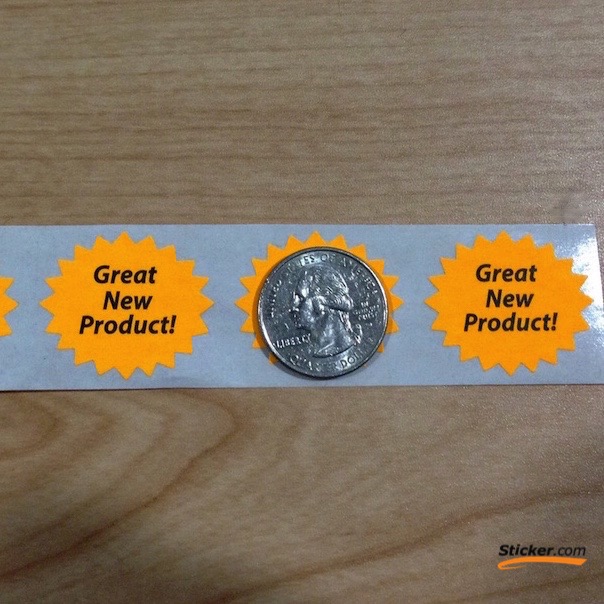 Great
New
Product!
LIBERTY
Great
New
Product!
Sticker.com